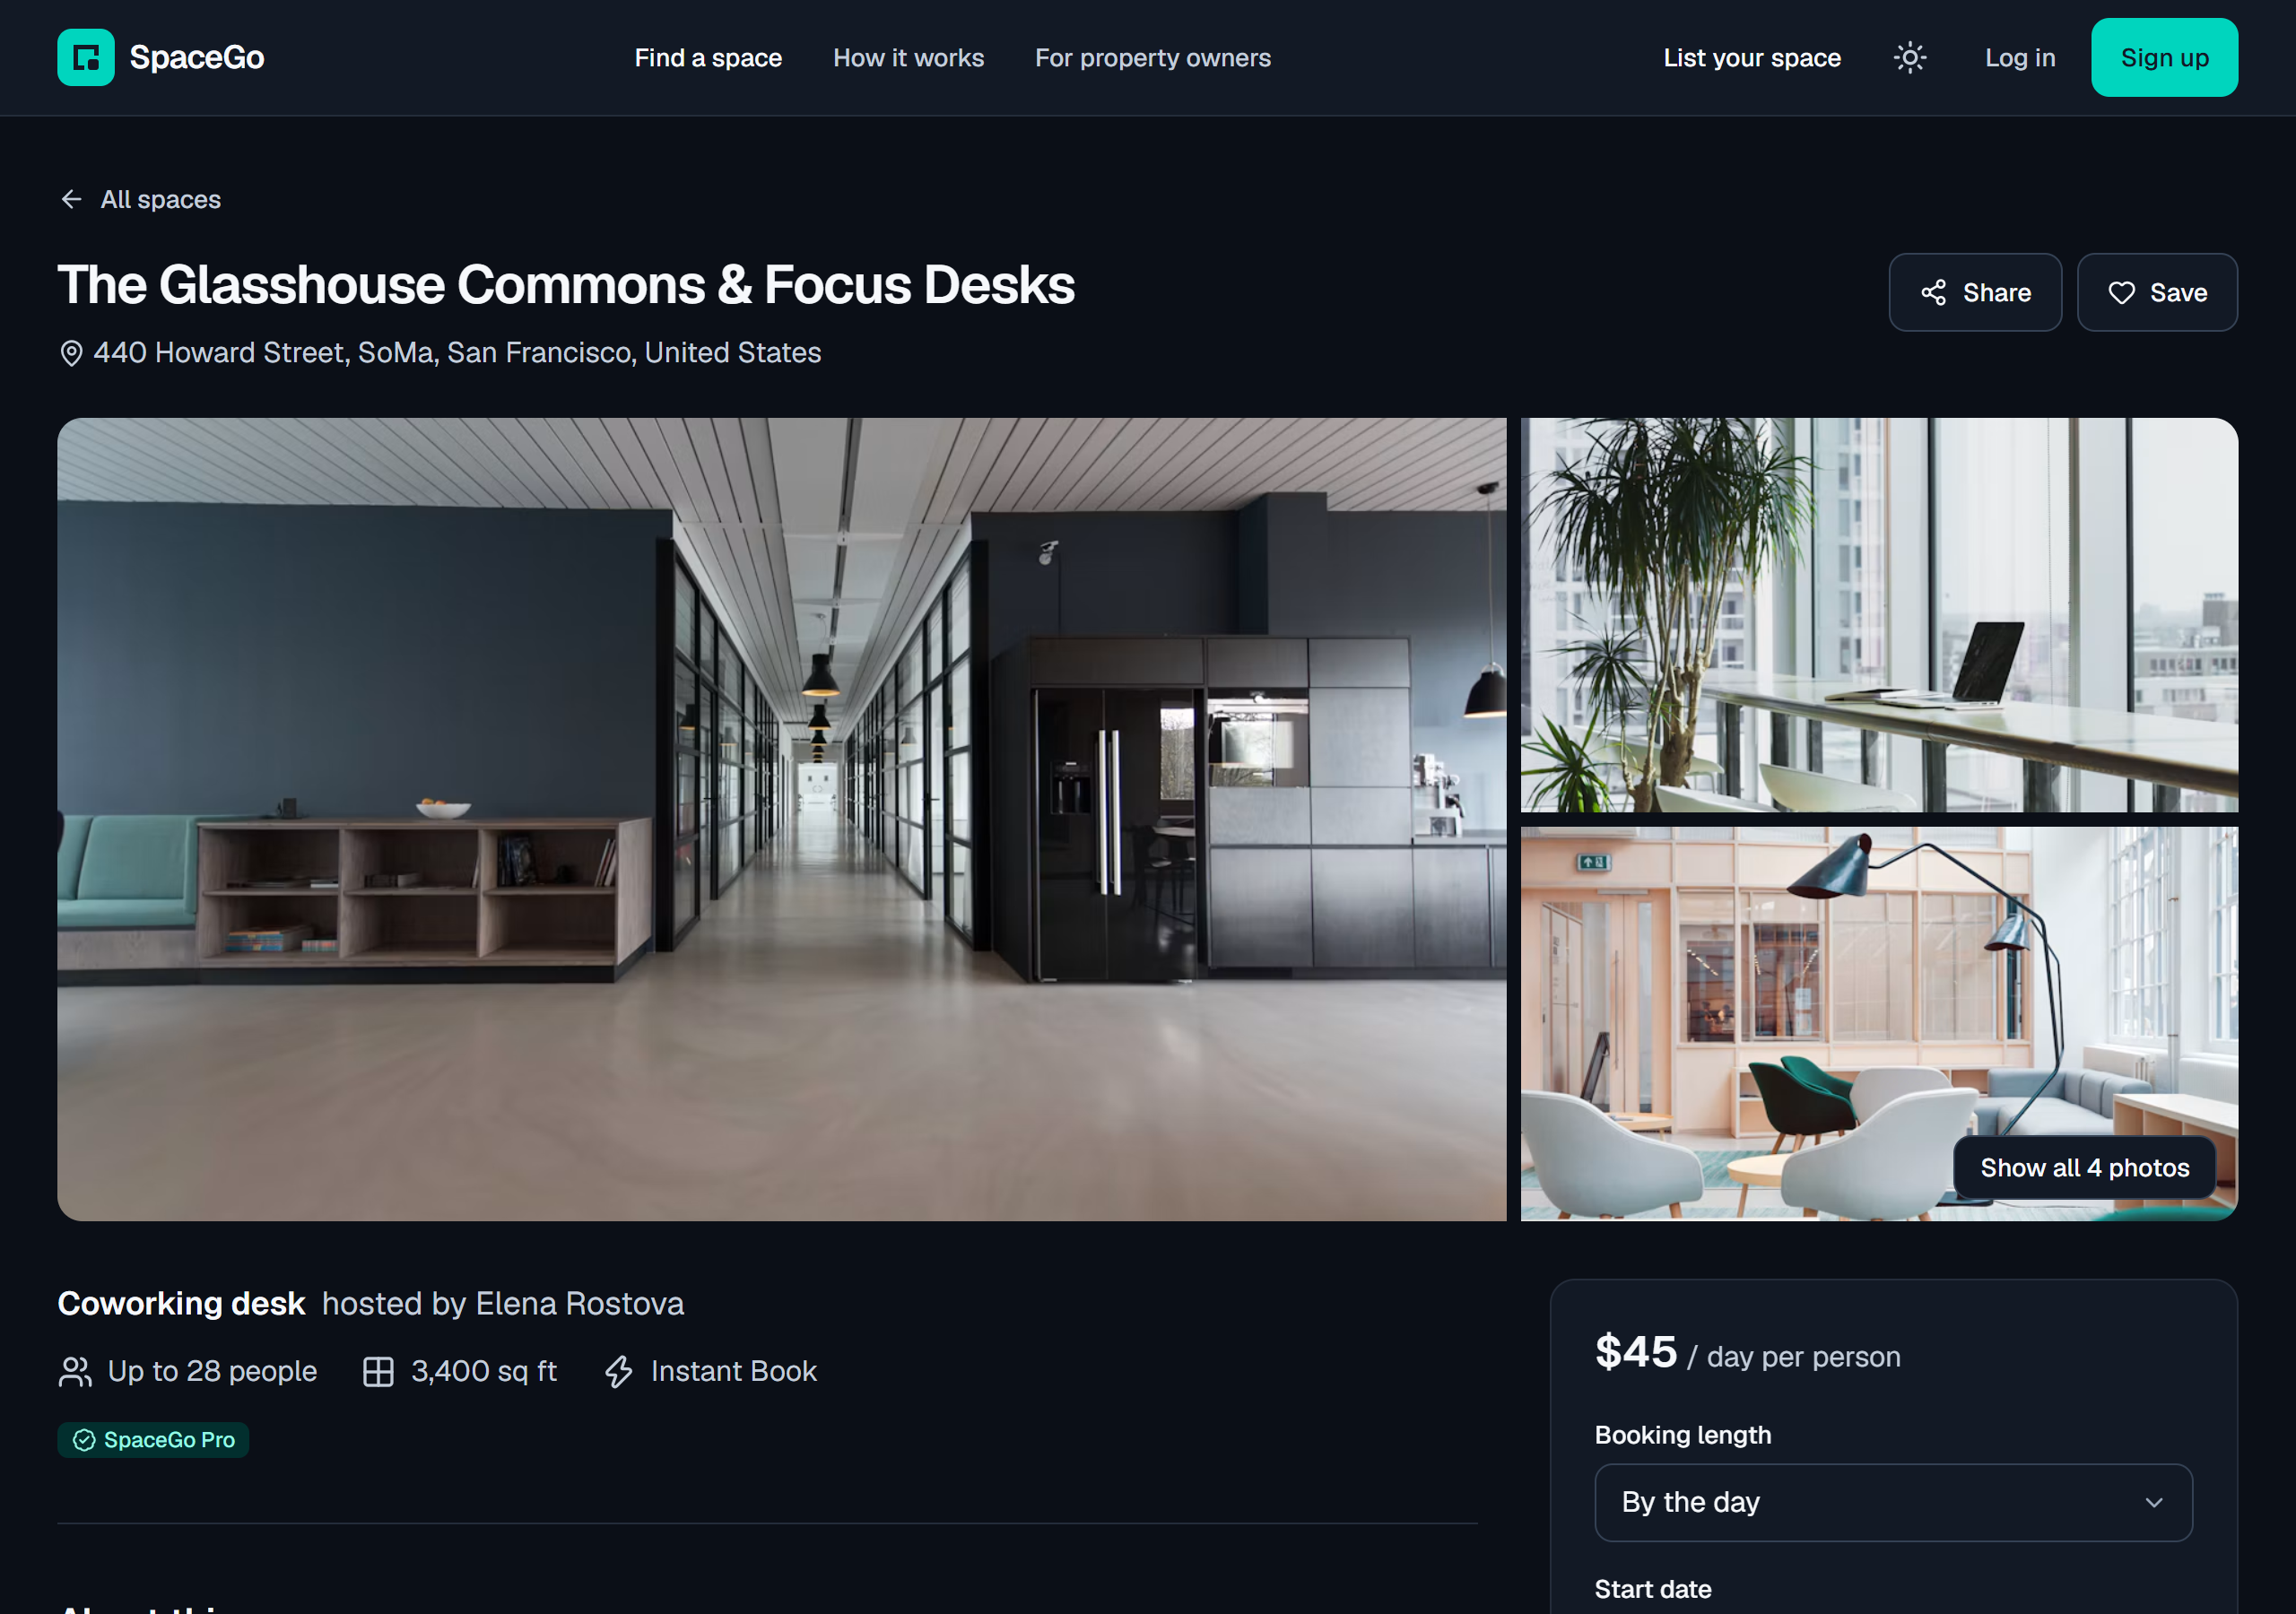 SpaceGo
Find a space
How it works
For property owners
List your space
Log in
Sign up
All spaces
The Glasshouse Commons & Focus Desks
Share
Save
440 Howard Street, SoMa, San Francisco, United States
Show all 4 photos
Coworking desk hosted by Elena Rostova
Up to 28 people
3,400 sq ft
Instant Book
SpaceGo Pro
$45 / day per person
Booking length
By the day
Start date